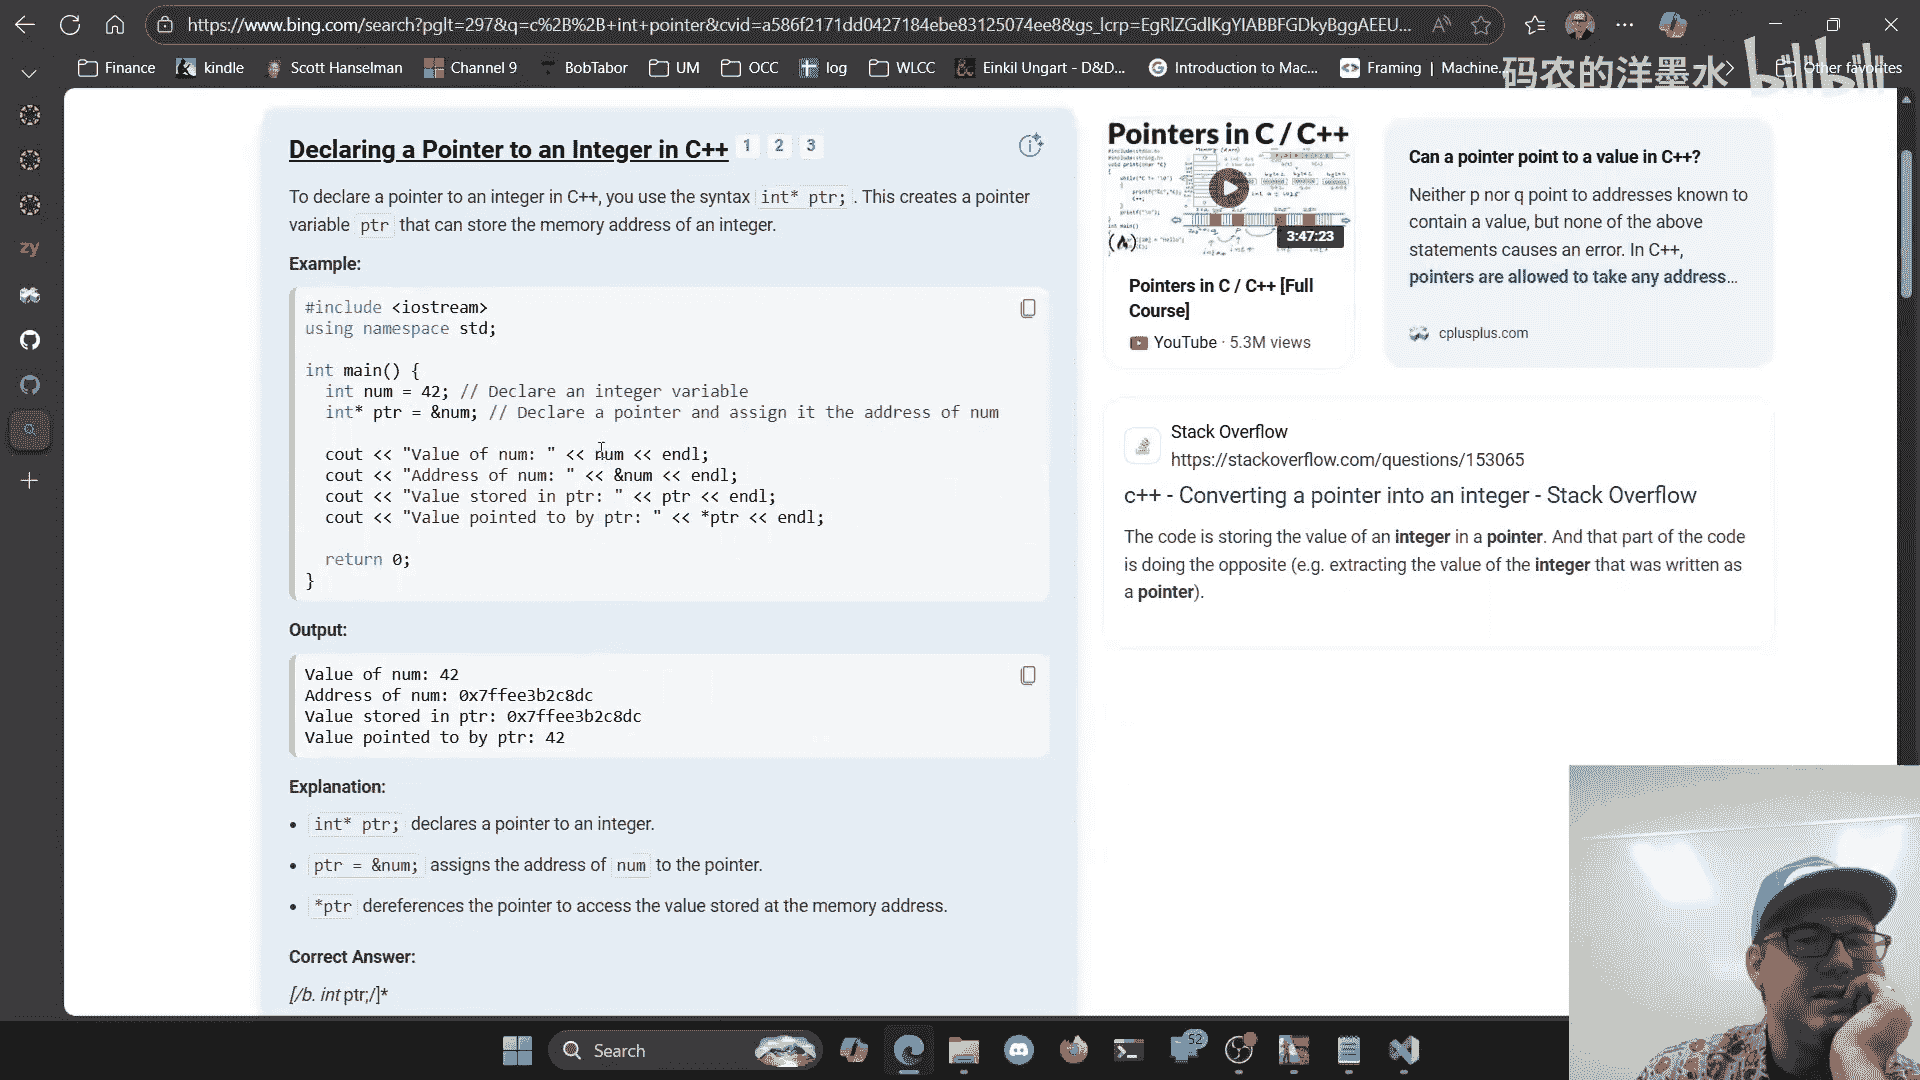 https://www.bing.com/search?pglt=297&q=c%2B%2B+int+pointer&cvid=a586f2171dd0427184ebe83125074ee8&gs_lcrp=EgRlZGdlKgYIABBFGDkyBggAEEU...
Finance
kindle
Scott Hanselman
Channel 9
BobTabor
UM
OCC
log
WLCC
Einkil Ungart - D&D...
Introduction to Mac...
Framing | Machine...
Other favorites
码农的洋墨水
bilibili
zy
Declaring a Pointer to an Integer in C++ 1 2 3
To declare a pointer to an integer in C++, you use the syntax int* ptr; . This creates a pointer
variable ptr that can store the memory address of an integer.
Example:
#include <iostream>
using namespace std;
int main() {
int num = 42; // Declare an integer variable
int* ptr = &num; // Declare a pointer and assign it the address of num
cout << "Value of num: " << num << endl;
cout << "Address of num: " << &num << endl;
cout << "Value stored in ptr: " << ptr << endl;
cout << "Value pointed to by ptr: " << *ptr << endl;
return 0;
}
Output:
Value of num: 42
Address of num: 0x7ffee3b2c8dc
Value stored in ptr: 0x7ffee3b2c8dc
Value pointed to by ptr: 42
Explanation:
int* ptr; declares a pointer to an integer.
ptr = &num; assigns the address of num to the pointer.
*ptr dereferences the pointer to access the value stored at the memory address.
Correct Answer:
[/b. int ptr;/]*
Pointers in C / C++
3:47:23
Pointers in C / C++ [Full
Course]
YouTube · 5.3M views
Can a pointer point to a value in C++?
Neither p nor q point to addresses known to
contain a value, but none of the above
statements causes an error. In C++,
pointers are allowed to take any address...
cplusplus.com
Stack Overflow
https://stackoverflow.com/questions/153065
c++ - Converting a pointer into an integer - Stack Overflow
The code is storing the value of an integer in a pointer. And that part of the code
is doing the opposite (e.g. extracting the value of the integer that was written as
a pointer).
Search
52